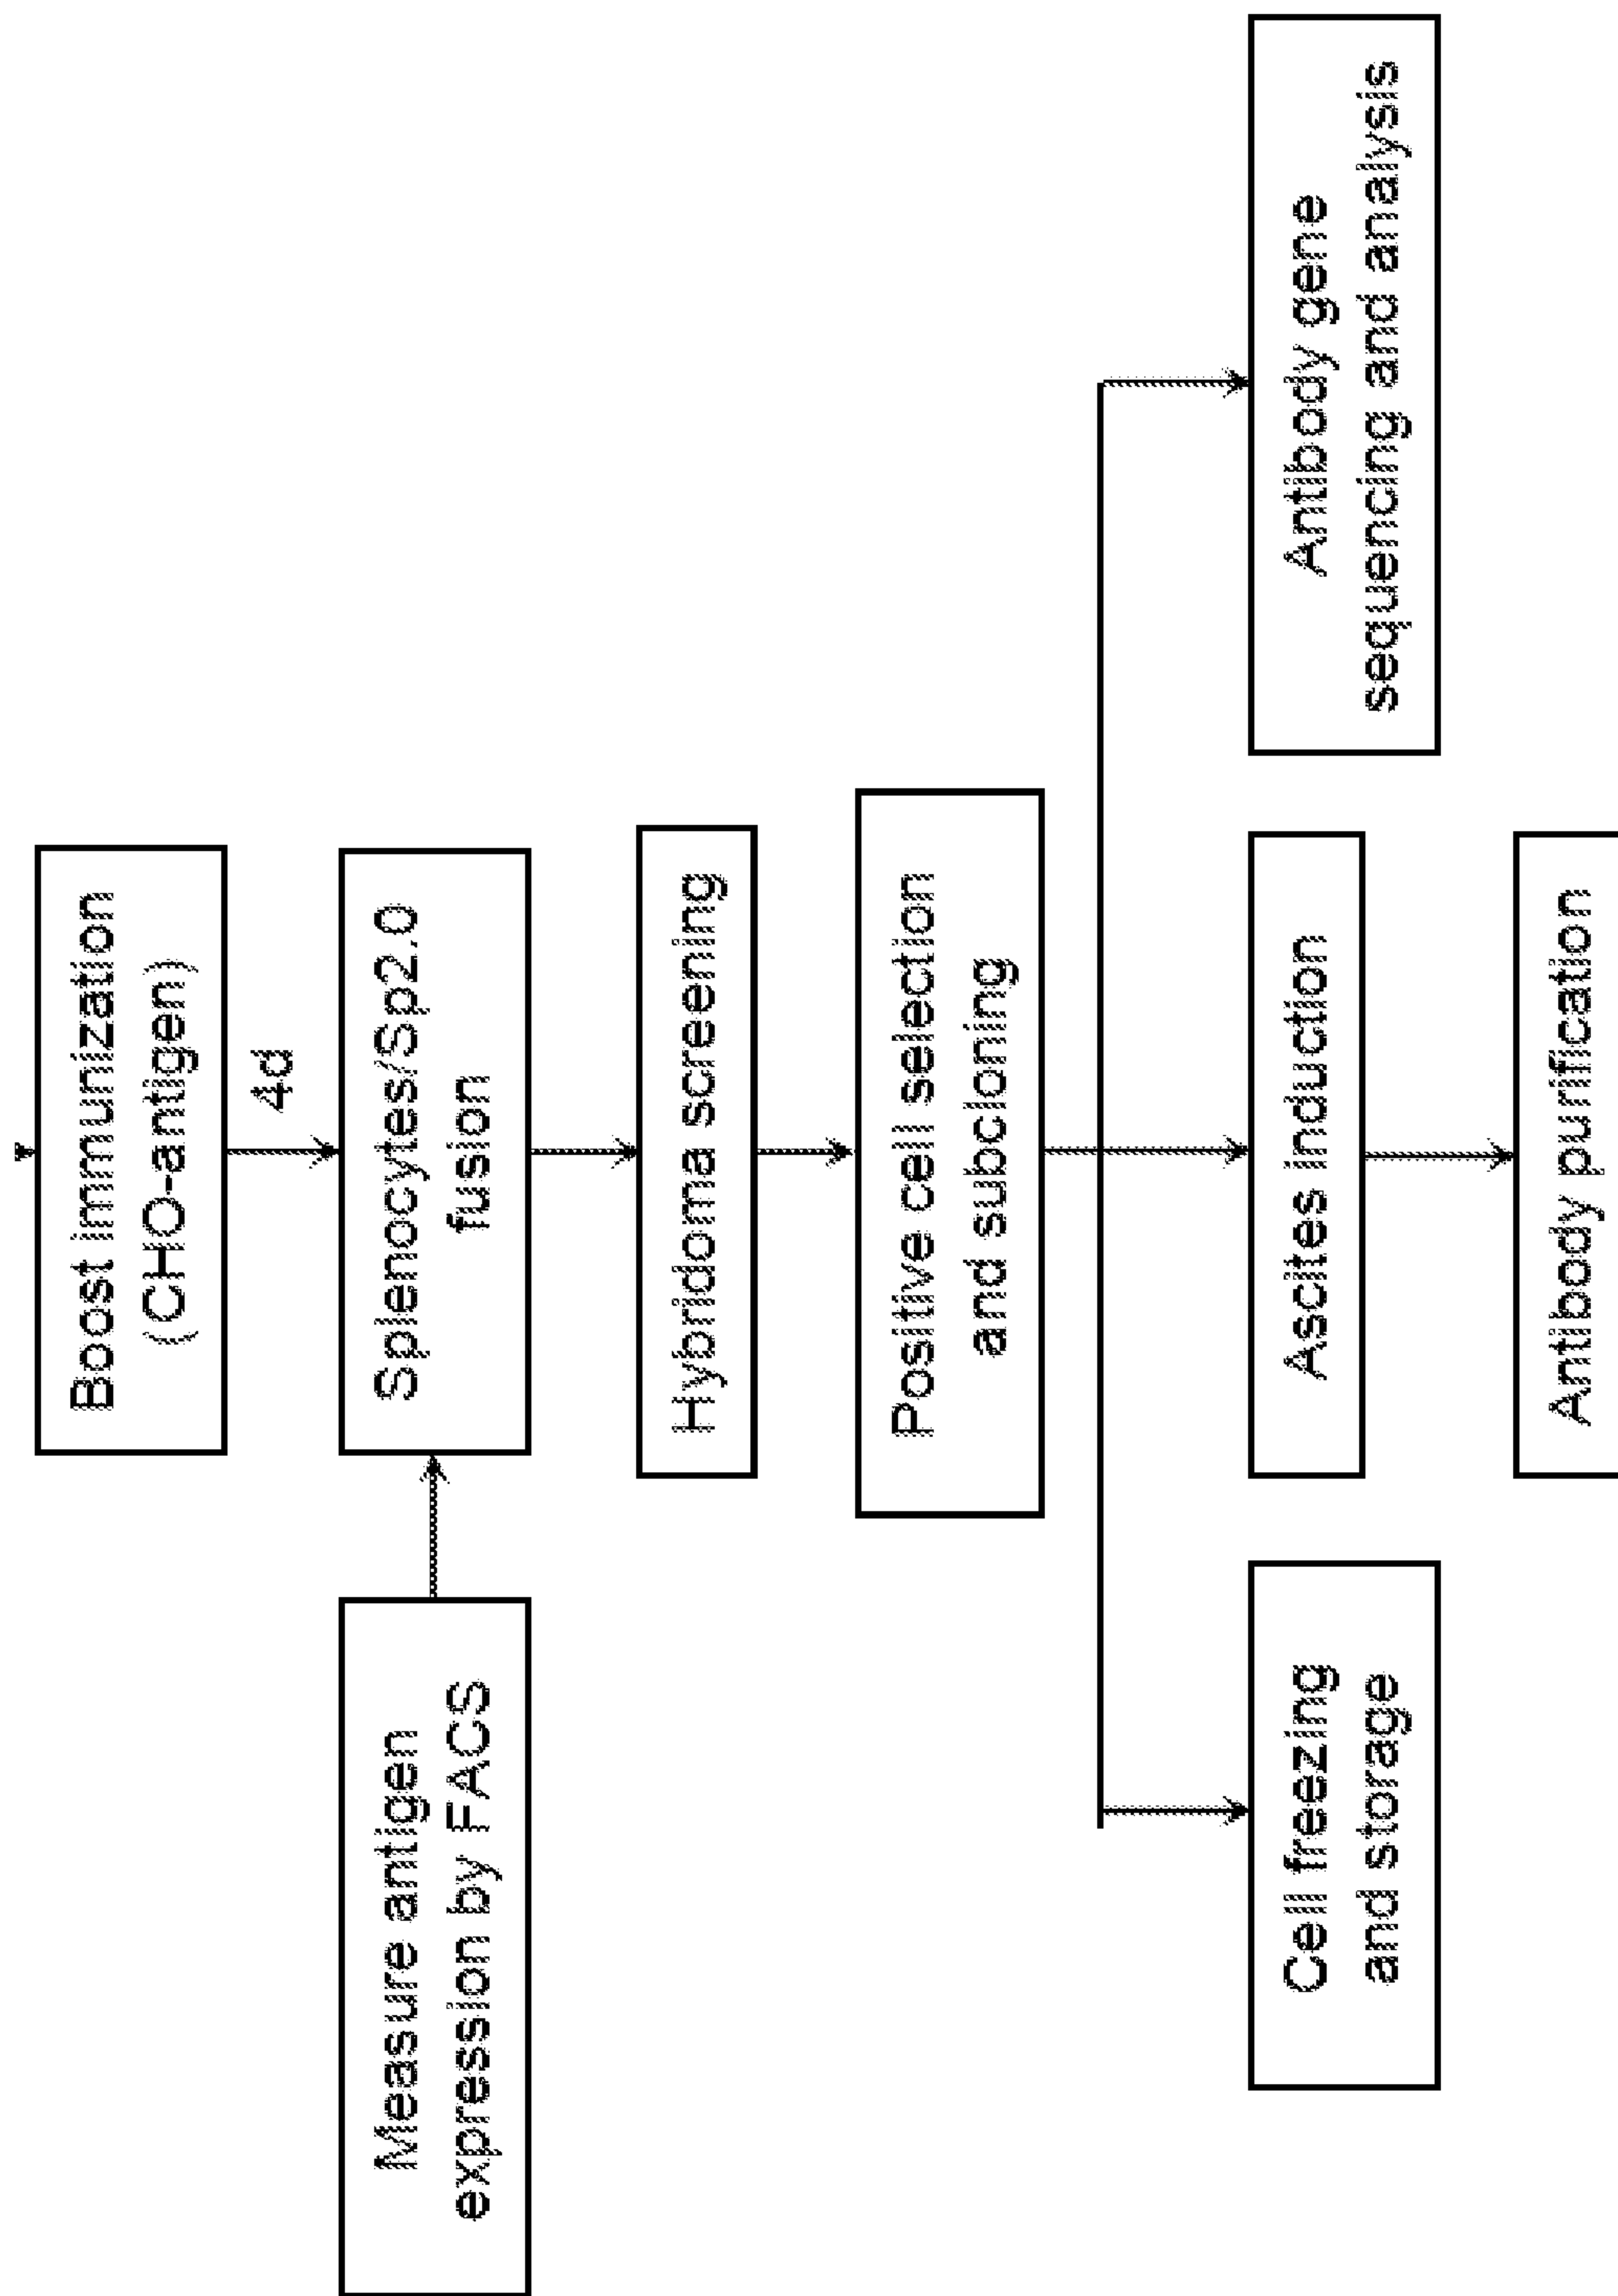 Boost immunization
(CHO-antigen)
4d
Measure antigen
expression by FACS
Splenocytes/Sp2.0
fusion
Hybridoma screening
Positive cell selection
and subcloning
Cell freezing
and storage
Ascites induction
Antibody gene
sequencing and analysis
Antibody purification